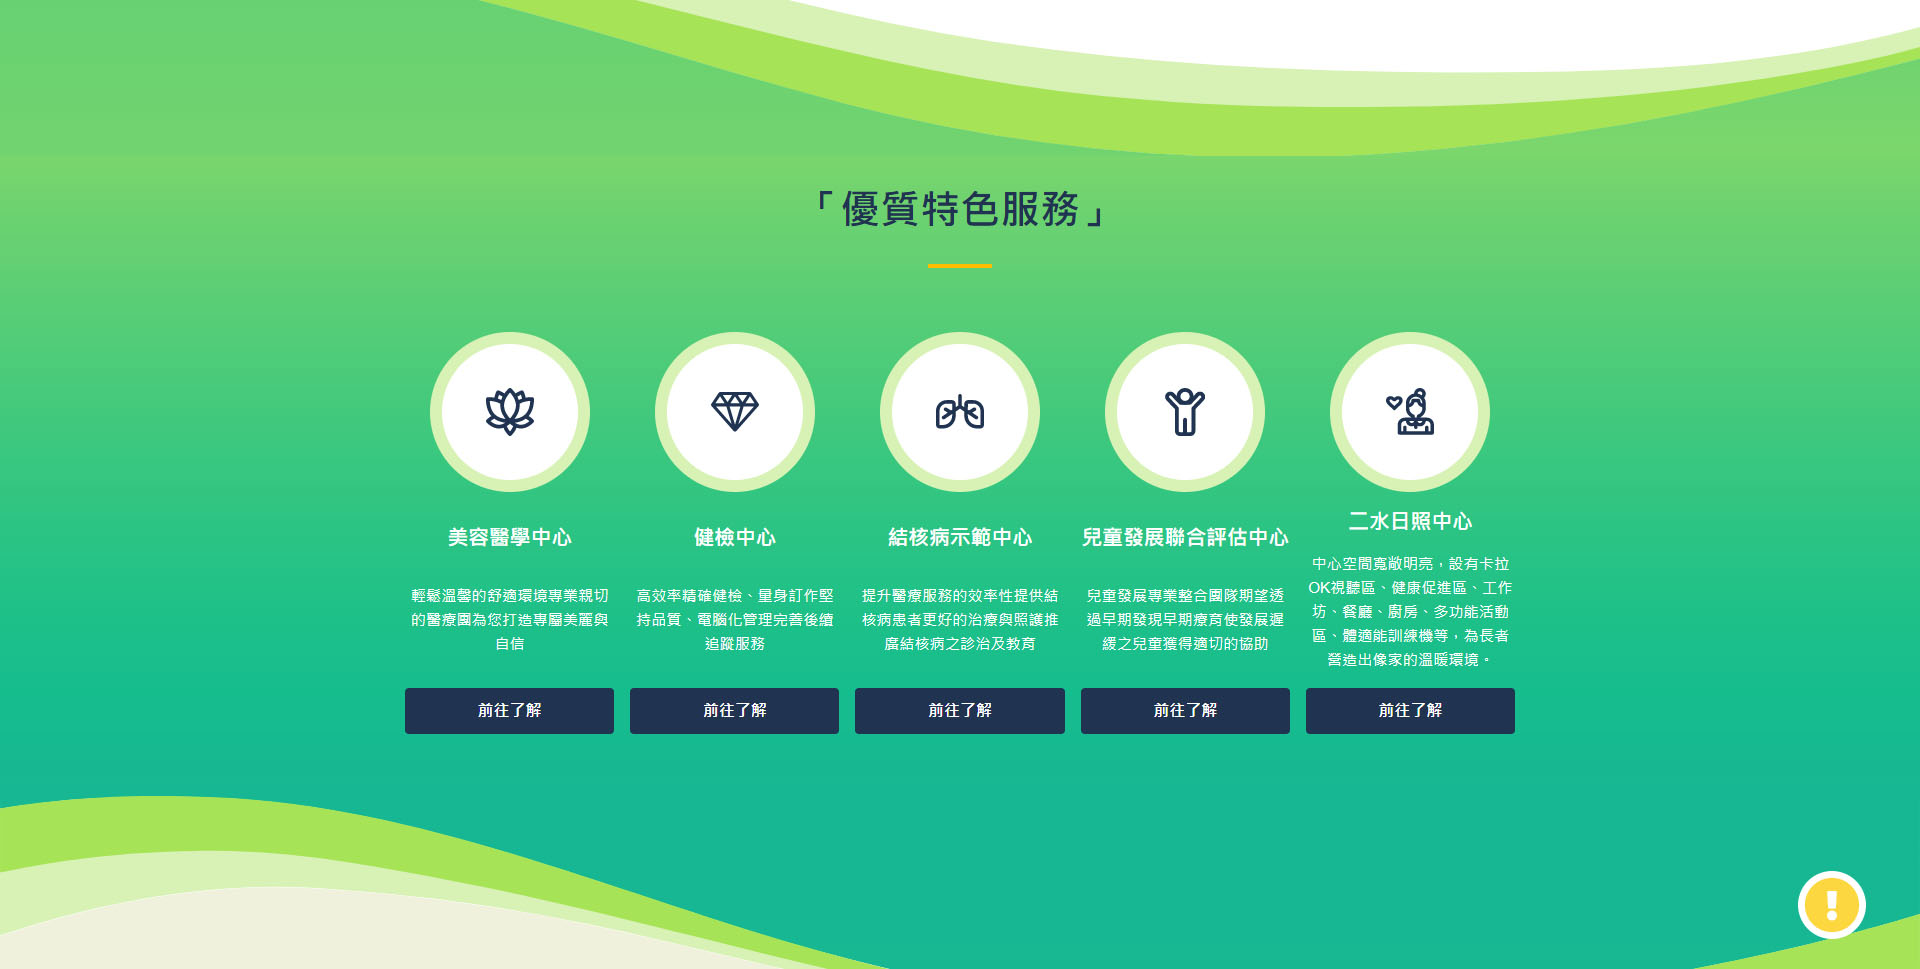 「優質特色服務」
美容醫學中心
輕鬆溫馨的舒適環境專業親切
的醫療團為您打造專屬美麗與
自信
前往了解
健檢中心
高效率精確健檢、量身訂作堅
持品質、電腦化管理完善後續
追蹤服務
前往了解
結核病示範中心
提升醫療服務的效率性提供結
核病患者更好的治療與照護推
廣結核病之診治及教育
前往了解
兒童發展聯合評估中心
兒童發展專業整合團隊期望透
過早期發現早期療育使發展遲
緩之兒童獲得適切的協助
前往了解
二水日照中心
中心空間寬敞明亮，設有卡拉
OK視聽區、健康促進區、工作
坊、餐廳、廚房、多功能活動
區、體適能訓練機等，為長者
營造出像家的溫暖環境。
前往了解